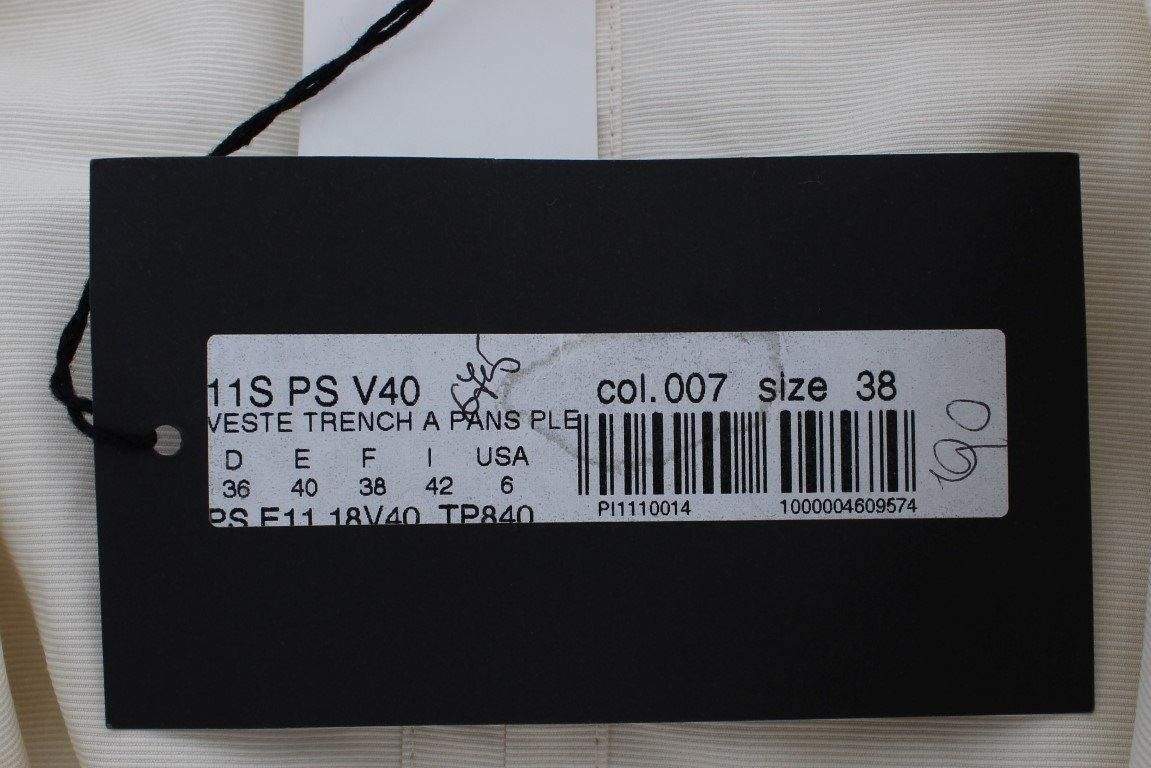 11S PS V40
VESTE TRENCH A PANS PLE
D E F I USA
36 40 38 42 6
PS E11 18V40 TP840
col.007 size 38
PI1110014 1000004609574